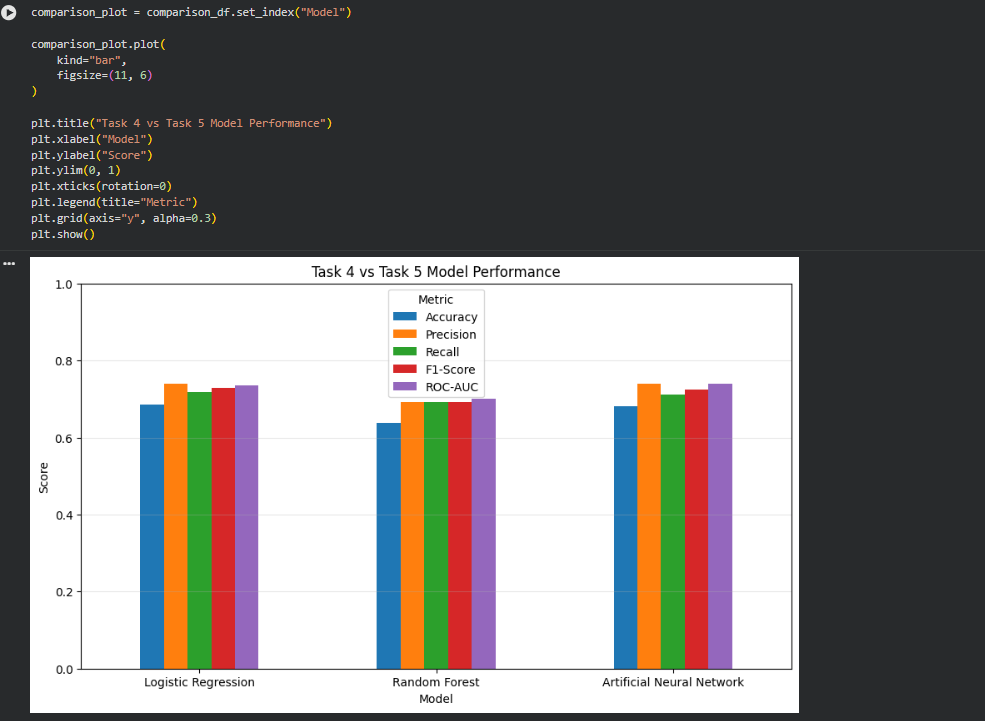 comparison_plot = comparison_df.set_index("Model")
comparison_plot.plot(
    kind="bar",
    figsize=(11, 6)
)
plt.title("Task 4 vs Task 5 Model Performance")
plt.xlabel("Model")
plt.ylabel("Score")
plt.ylim(0, 1)
plt.xticks(rotation=0)
plt.legend(title="Metric")
plt.grid(axis="y", alpha=0.3)
plt.show()
Task 4 vs Task 5 Model Performance
Metric
Accuracy
Precision
Recall
F1-Score
ROC-AUC
1.0
0.8
0.6
0.4
0.2
0.0
Score
Logistic Regression
Random Forest
Artificial Neural Network
Model